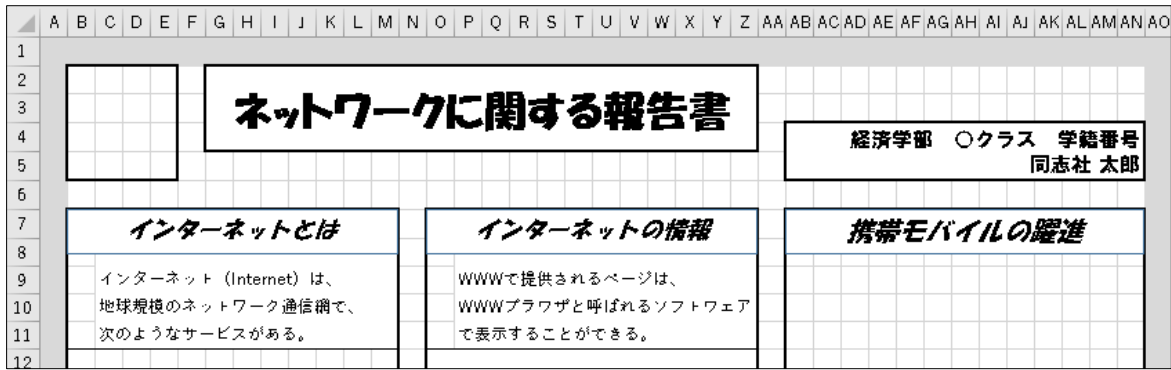 A B C D E F G H I J K L M N O P Q R S T U V W X Y Z AA AB AC AD AE AF AG AH AI AJ AK AL AM AN AO
1
2
3
ネットワークに関する報告書
4
経済学部 〇クラス 学籍番号
5
同志社 太郎
6
7
インターネットとは
インターネットの情報
携帯モバイルの躍進
8
9
インターネット（Internet）は、
WWWで提供されるページは、
10
地球規模のネットワーク通信網で、
WWWブラウザと呼ばれるソフトウェア
11
次のようなサービスがある。
で表示することができる。
12